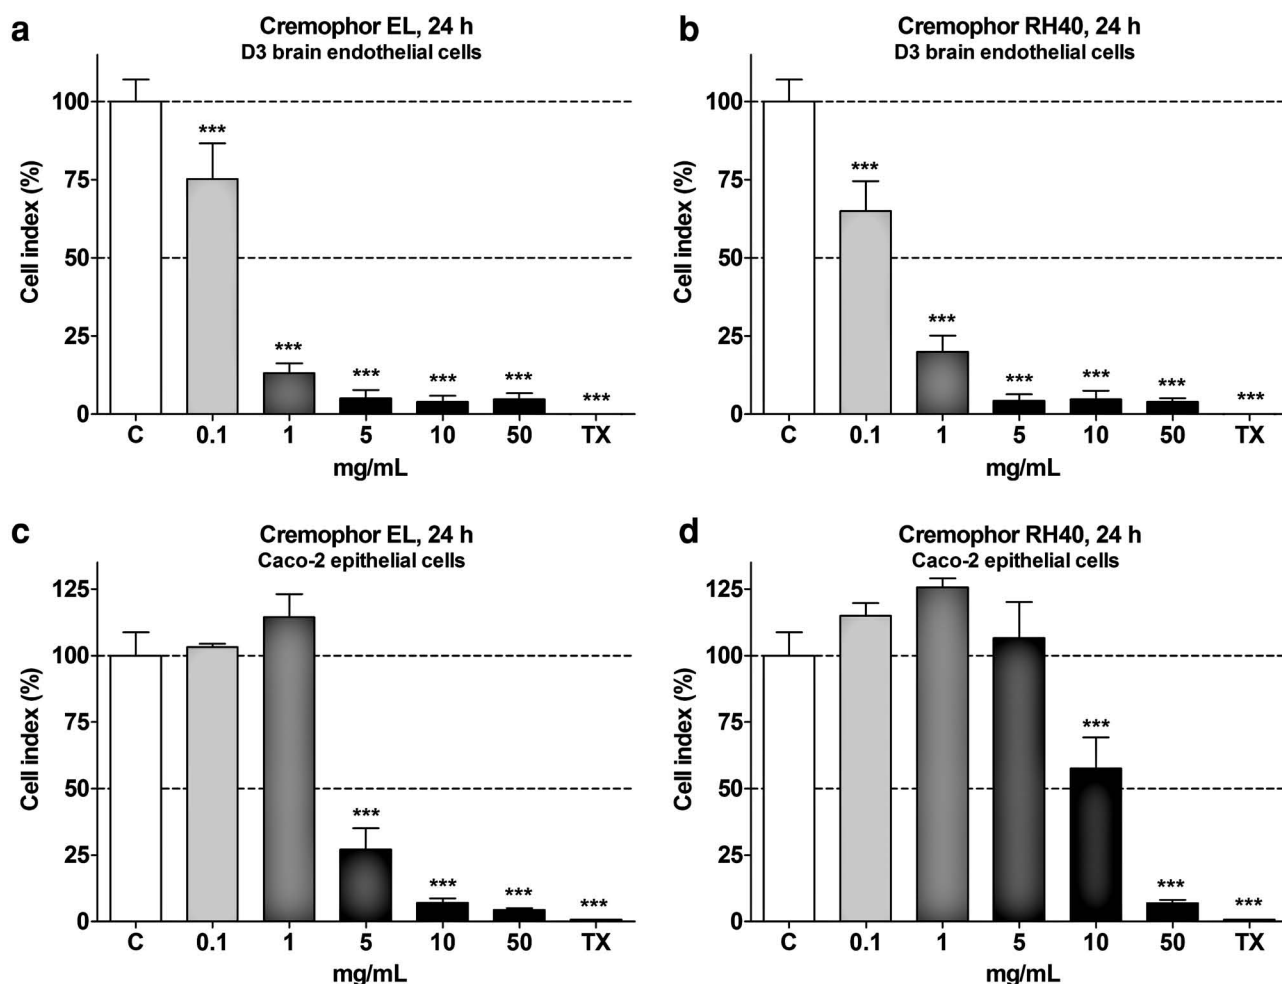 a
Cremophor EL, 24 h
D3 brain endothelial cells
Cell index (%)
100
75
50
25
0
***
***
***
***
***
***
C 0.1 1 5 10 50 TX
mg/mL
b
Cremophor RH40, 24 h
D3 brain endothelial cells
Cell index (%)
100
75
50
25
0
***
***
***
***
***
***
C 0.1 1 5 10 50 TX
mg/mL
c
Cremophor EL, 24 h
Caco-2 epithelial cells
Cell index (%)
125
100
75
50
25
0
***
***
***
***
C 0.1 1 5 10 50 TX
mg/mL
d
Cremophor RH40, 24 h
Caco-2 epithelial cells
Cell index (%)
125
100
75
50
25
0
***
***
***
C 0.1 1 5 10 50 TX
mg/mL